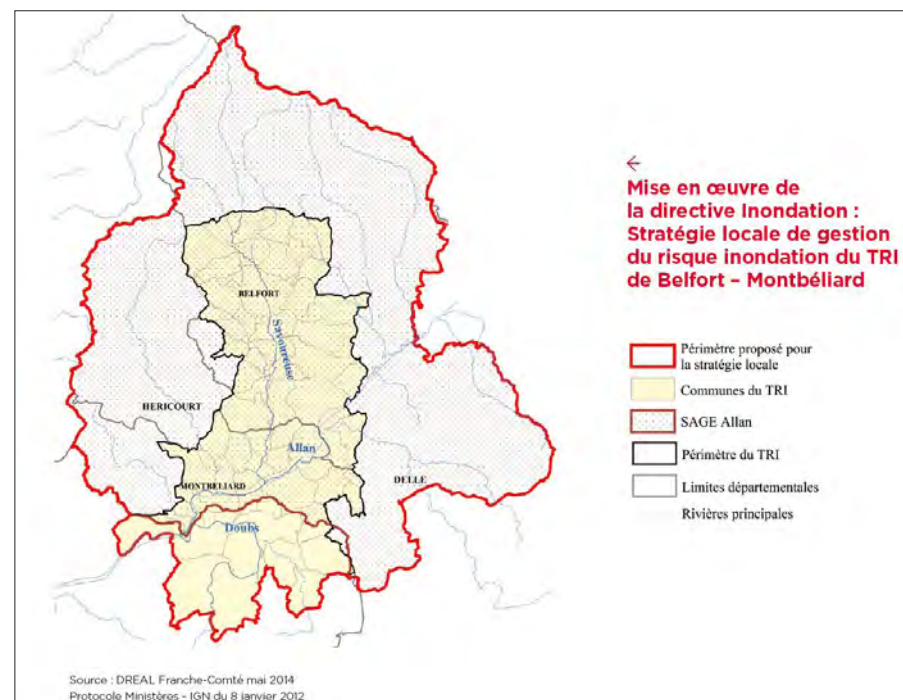 BELFORT
Savoureuse
HERICOURT
Allan
MONTBELIARD
DELLE
Doubs
←
Mise en œuvre de
la directive Inondation :
Stratégie locale de gestion
du risque inondation du TRI
de Belfort – Montbéliard
Périmètre proposé pour
la stratégie locale
Communes du TRI
SAGE Allan
Périmètre du TRI
Limites départementales
Rivières principales
Source : DREAL Franche-Comté mai 2014
Protocole Ministères - IGN du 8 janvier 2012